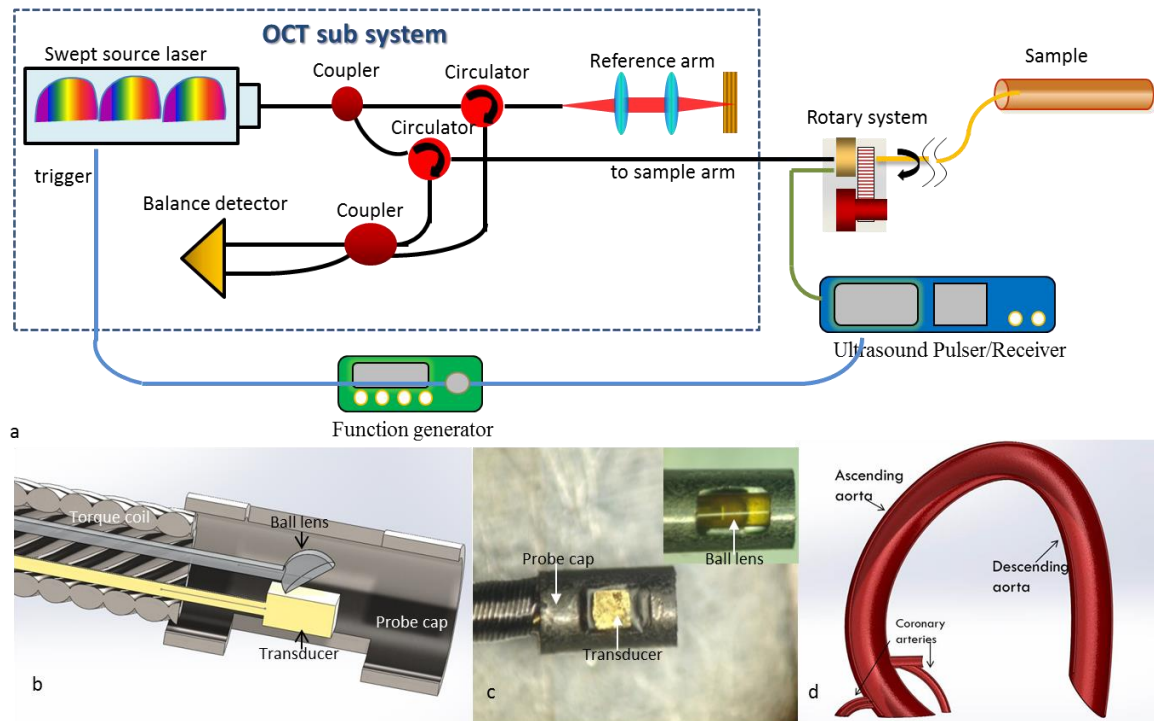 OCT sub system
Swept source laser
Coupler
Circulator
Reference arm
Sample
Circulator
Rotary system
trigger
to sample arm
Balance detector
Coupler
Ultrasound Pulser/Receiver
Function generator
a
Torque coil
Ball lens
Probe cap
Transducer
b
Probe cap
Ball lens
Transducer
c
Ascending
aorta
Descending
aorta
Coronary
arteries
d